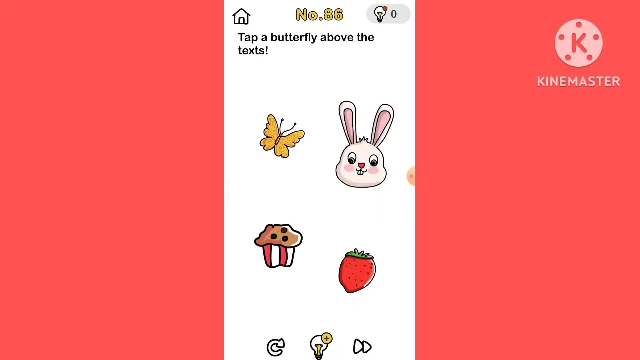 No.86
0
Tap a butterfly above the
texts!
K
KINEMASTER